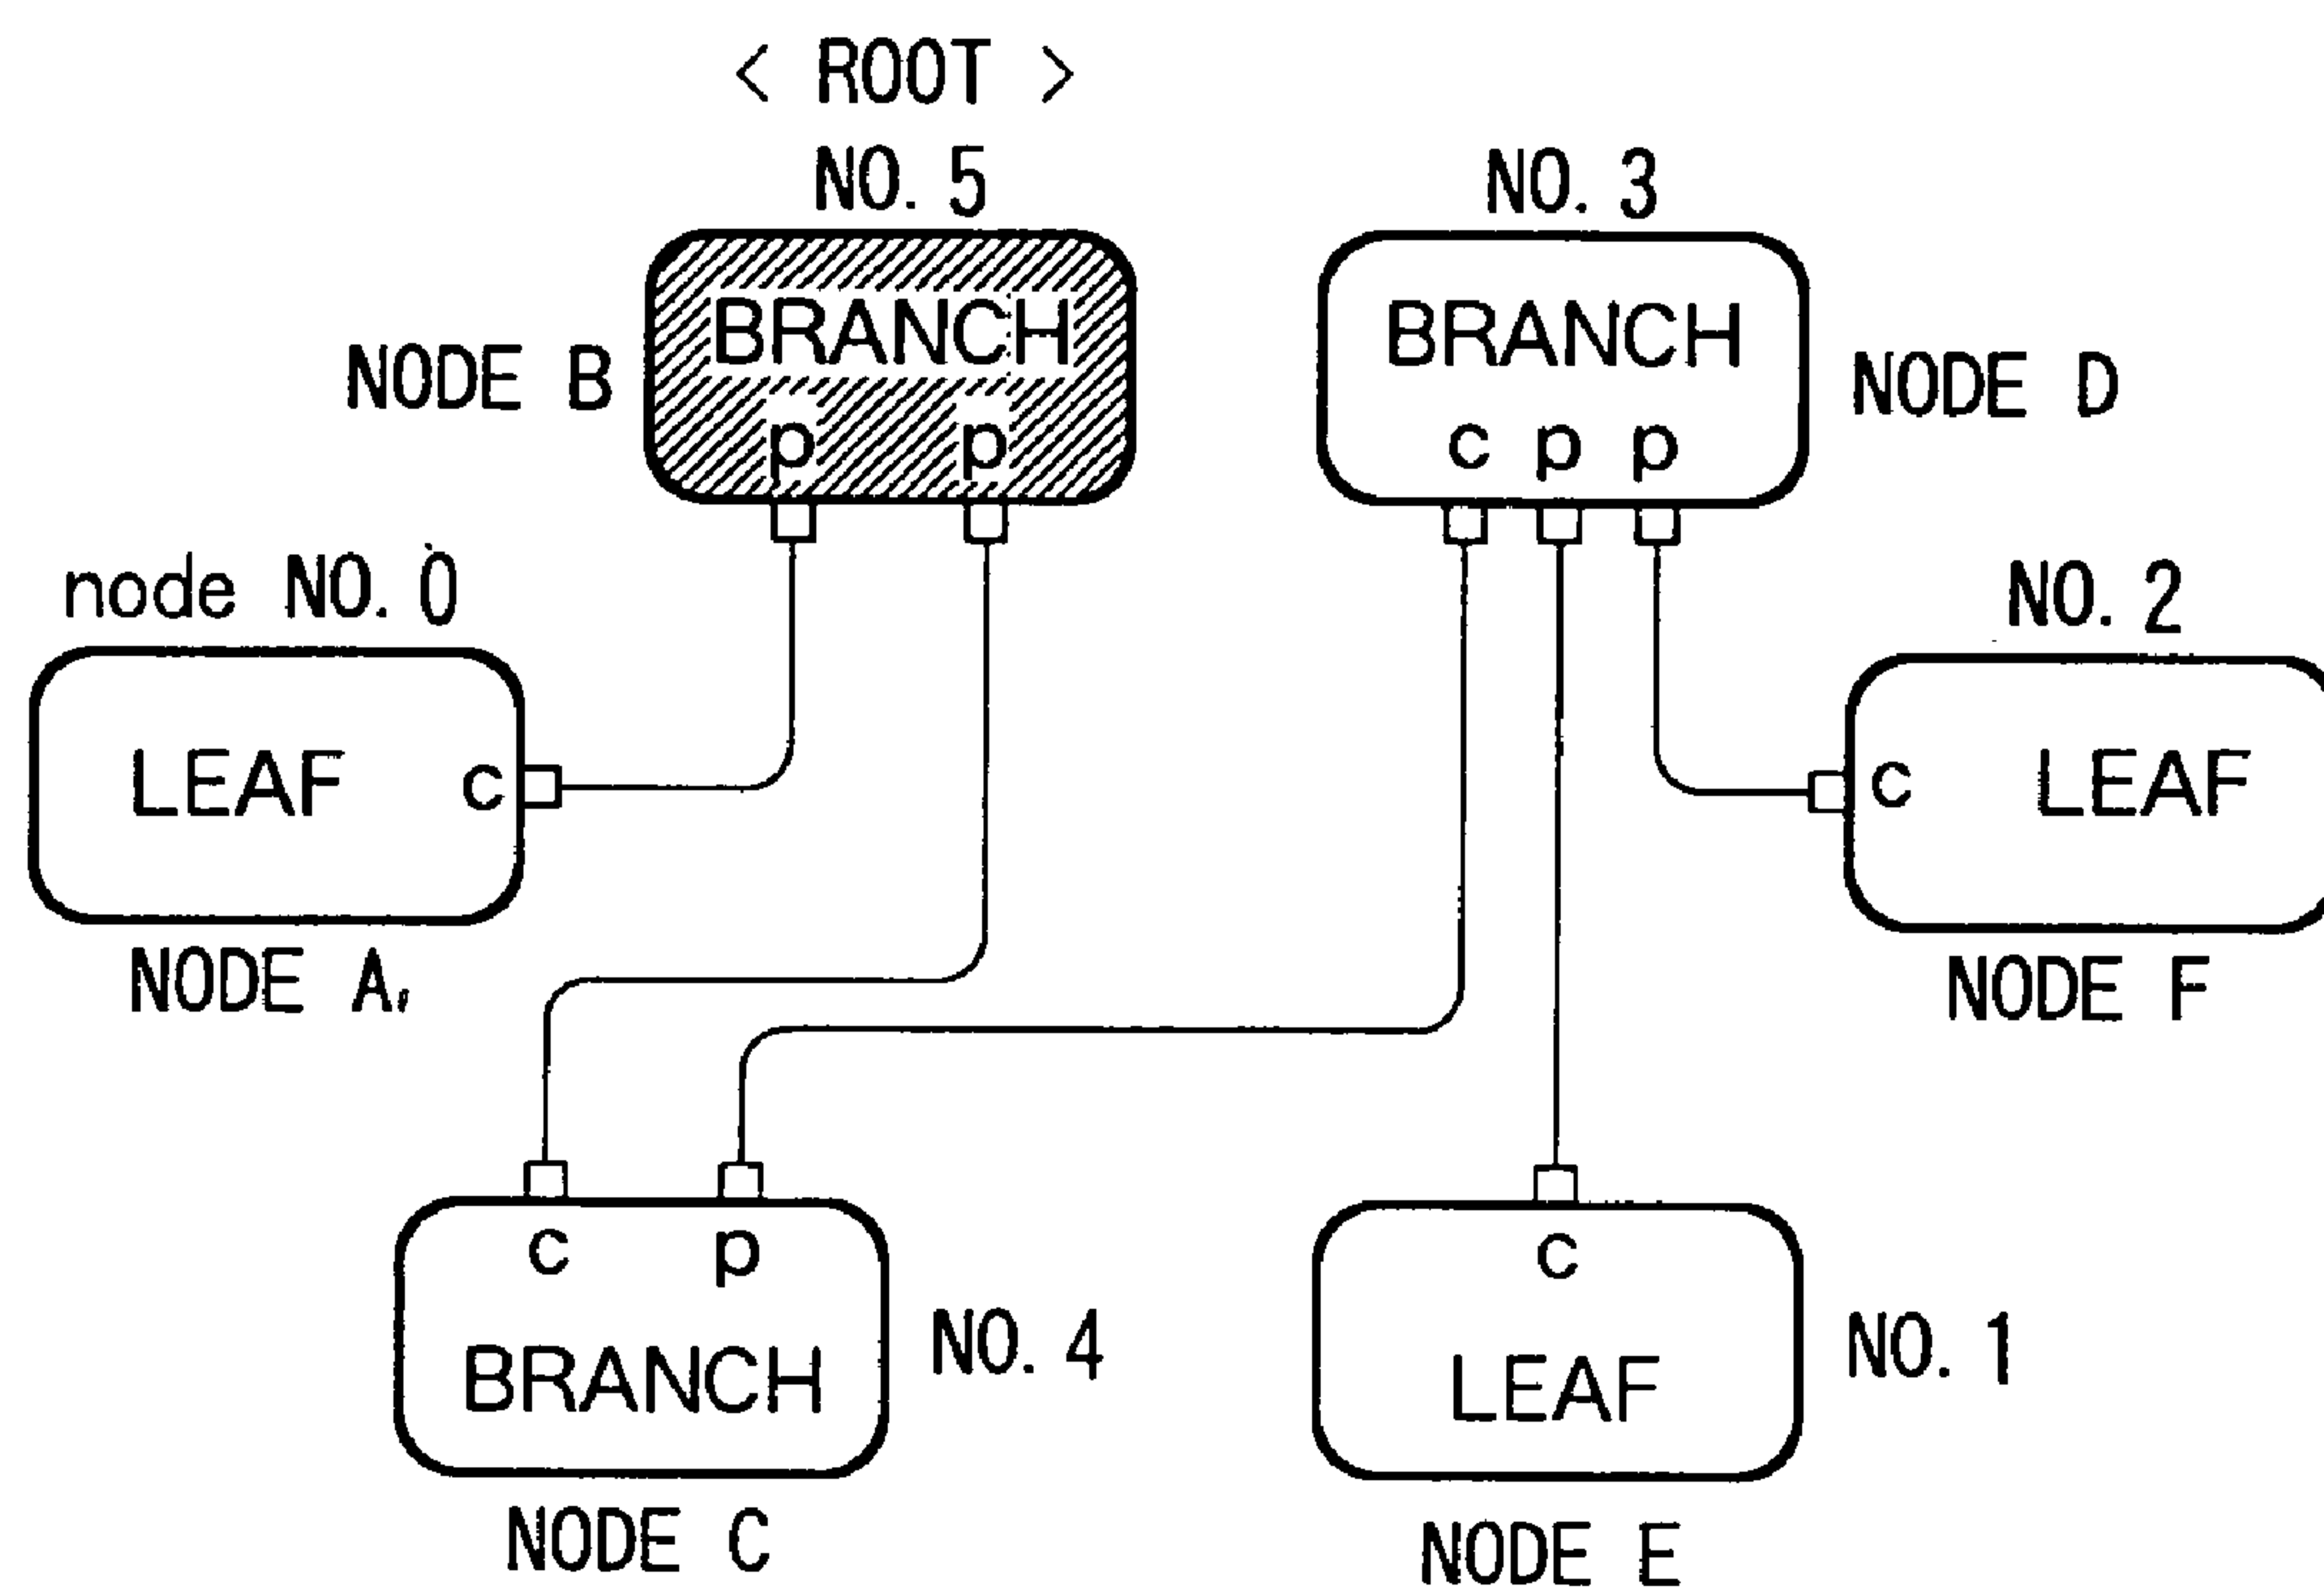 < ROOT >
NO. 5
NO. 3
BRANCH
p p
NODE B
BRANCH
c p p
NODE D
node NO. 0
LEAF c
NODE A
NO. 2
c LEAF
NODE F
c p
BRANCH
NO. 4
NODE C
c
LEAF
NO. 1
NODE E